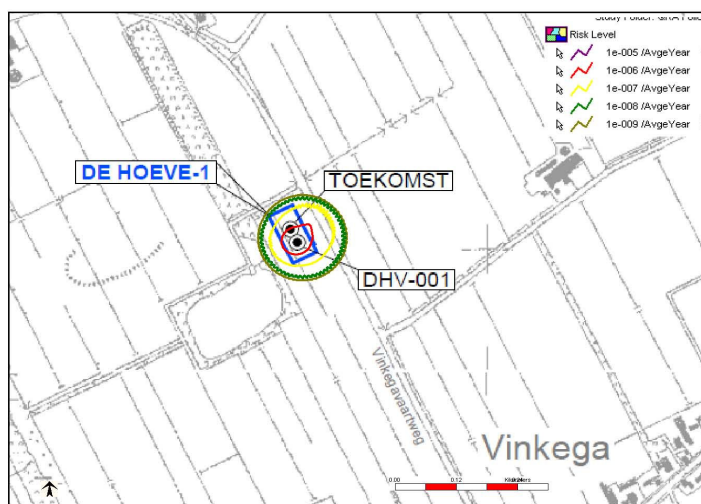 Risk Level
1e-005 /AvgeYear
1e-006 /AvgeYear
1e-007 /AvgeYear
1e-008 /AvgeYear
1e-009 /AvgeYear
DE HOEVE-1
TOEKOMST
DHV-001
Vinkegavaartweg
Vinkega
0.00
0.12